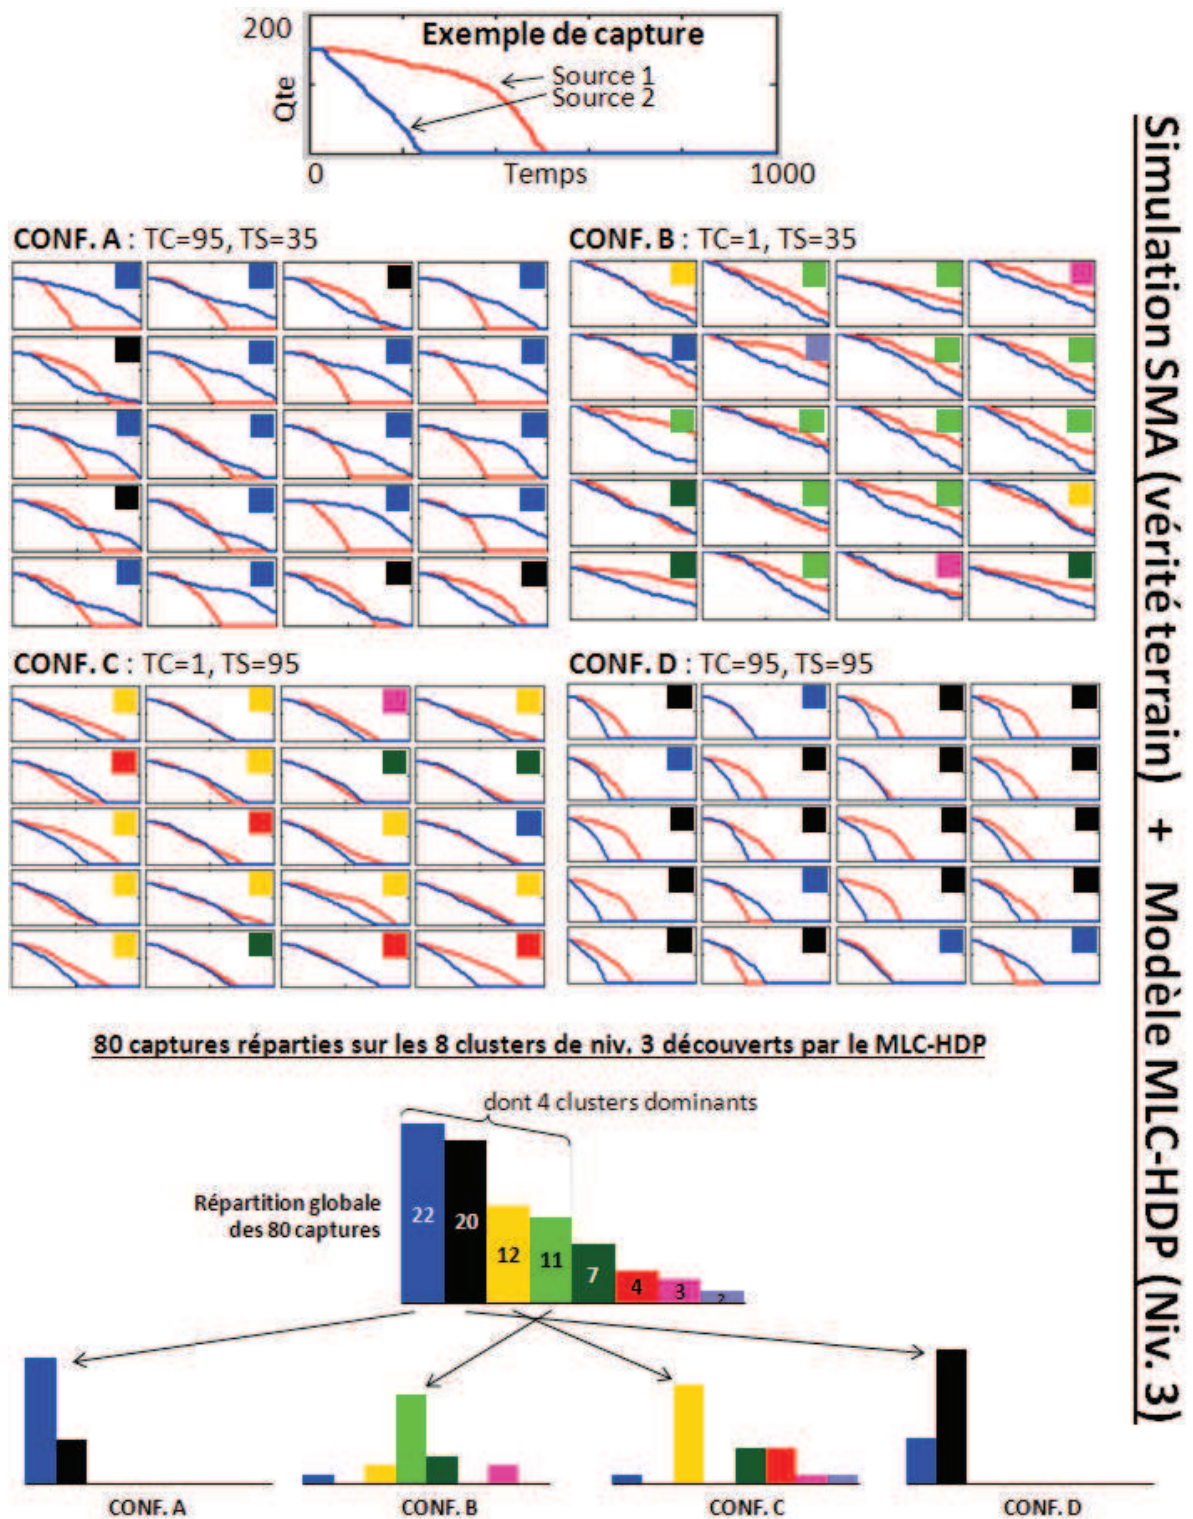 200
Exemple de capture
Source 1
Source 2
Qte
0
Temps
1000
CONF. A : TC=95, TS=35
CONF. B : TC=1, TS=35
CONF. C : TC=1, TS=95
CONF. D : TC=95, TS=95
Simulation SMA (vérité terrain) + Modèle MLC-HDP (Niv. 3)
80 captures réparties sur les 8 clusters de niv. 3 découverts par le MLC-HDP
dont 4 clusters dominants
Répartition globale
des 80 captures
22
20
12
11
7
4
3
2
CONF. A
CONF. B
CONF. C
CONF. D